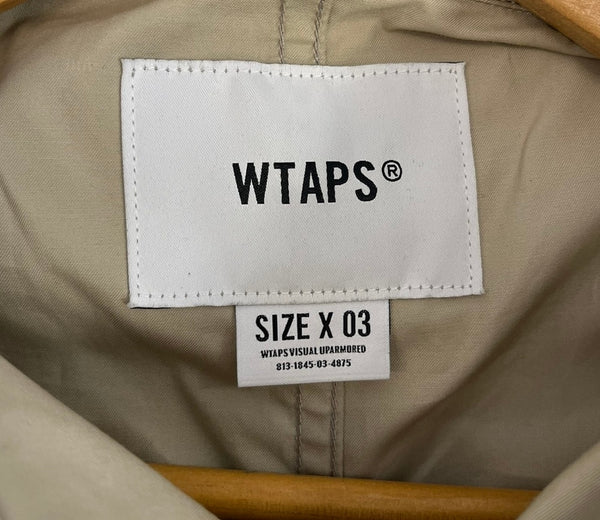 WTAPS®
SIZE X 03
WTAPS VISUAL UPARMORED
813-1845-03-4875